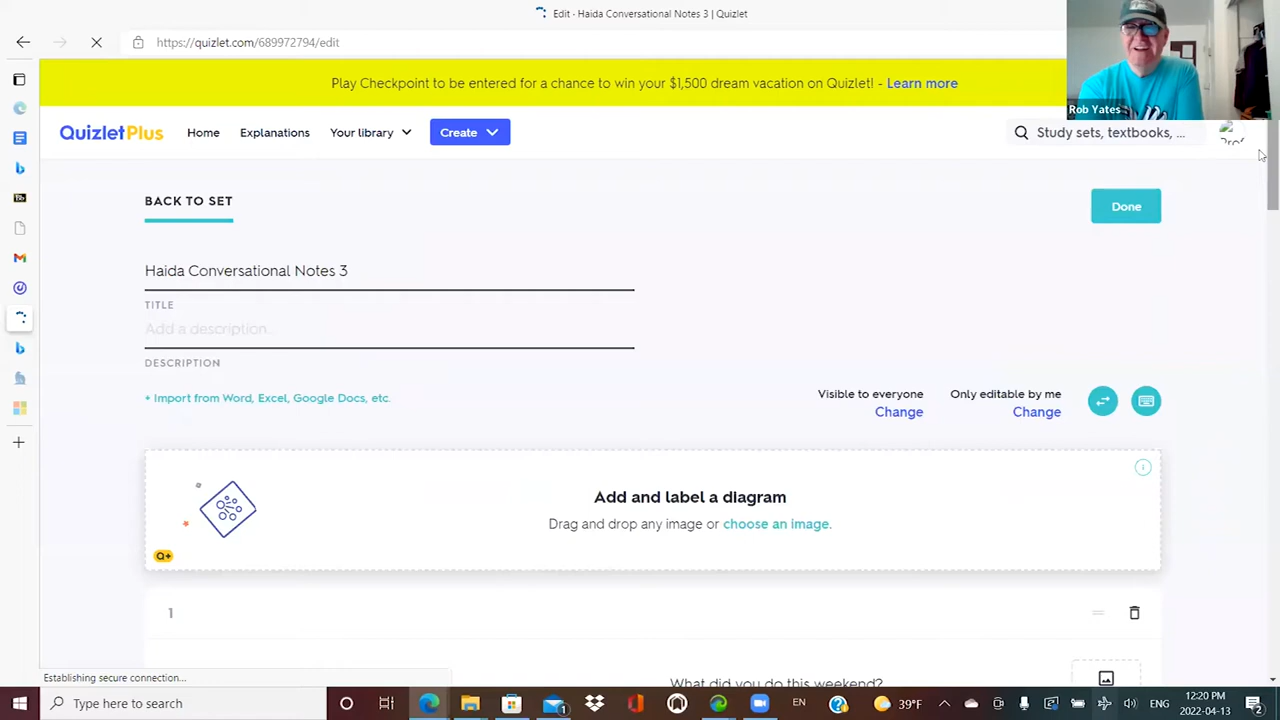 Edit - Haida Conversational Notes 3 | Quizlet
https://quizlet.com/689972794/edit
Play Checkpoint to be entered for a chance to win your $1,500 dream vacation on Quizlet! - Learn more
Rob Yates
QuizletPlus Home Explanations Your library Create Study sets, textbooks, ...
BACK TO SET
Done
Haida Conversational Notes 3
TITLE
Add a description...
DESCRIPTION
+ Import from Word, Excel, Google Docs, etc.
Visible to everyone Only editable by me
Change Change
Add and label a diagram
Drag and drop any image or choose an image.
Q+
1
What did you do this weekend?
Establishing secure connection...
Type here to search
EN
39°F
ENG
12:20 PM
2022-04-13